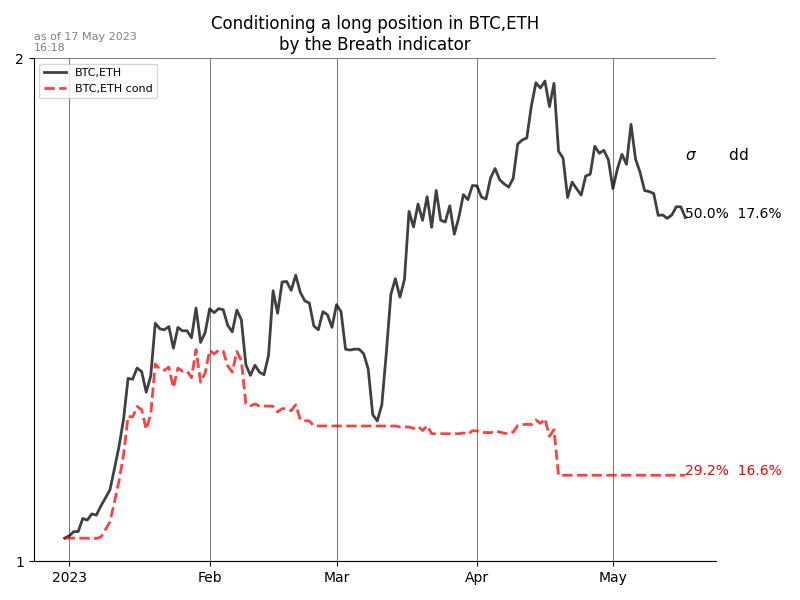 Conditioning a long position in BTC,ETH
by the Breath indicator
as of 17 May 2023
16:18
2
BTC,ETH
BTC,ETH cond
σ dd
50.0% 17.6%
29.2% 16.6%
1
2023 Feb Mar Apr May